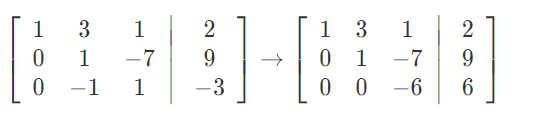 1 3 1 | 2 1 3 1 | 2
0 1 −7 | 9 → 0 1 −7 | 9
0 −1 1 | −3 0 0 −6 | 6